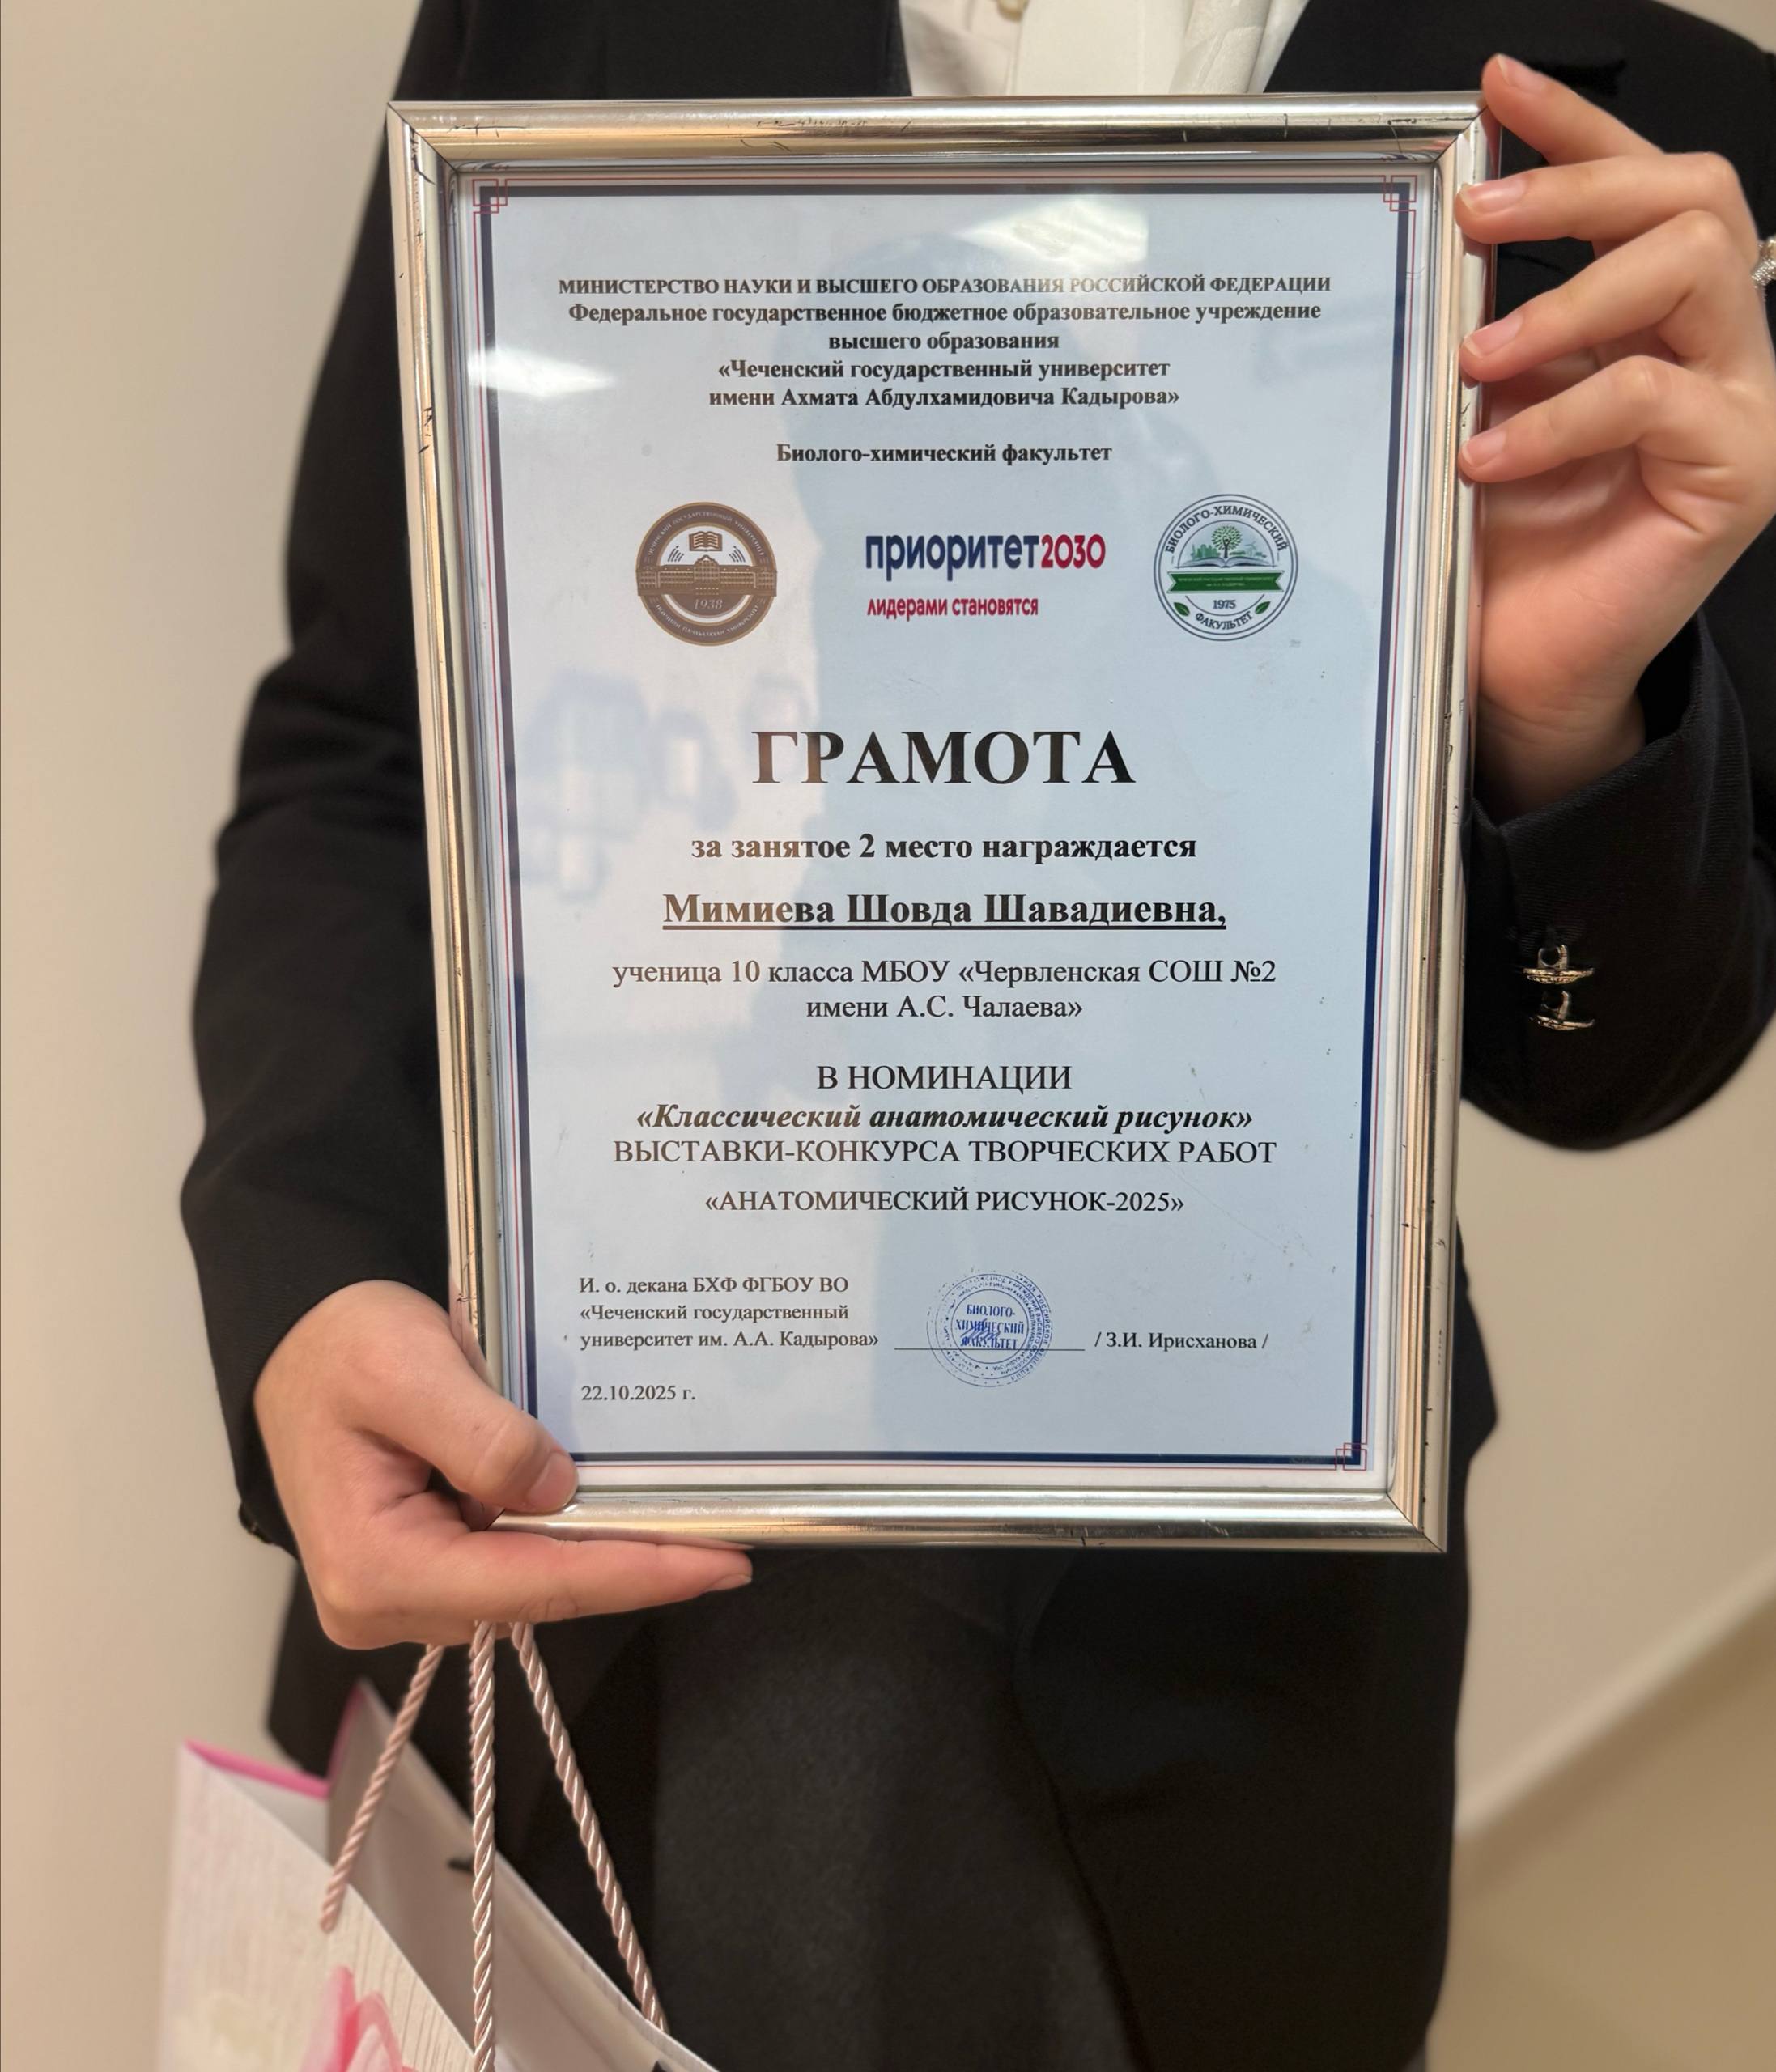 МИНИСТЕРСТВО НАУКИ И ВЫСШЕГО ОБРАЗОВАНИЯ РОССИЙСКОЙ ФЕДЕРАЦИИ
Федеральное государственное бюджетное образовательное учреждение
высшего образования
«Чеченский государственный университет
имени Ахмата Абдулхамидовича Кадырова»
Биолого-химический факультет
1938
приоритет2030
лидерами становятся
БИОЛОГО-ХИМИЧЕСКИЙ
1975
ФАКУЛЬТЕТ
ГРАМОТА
за занятое 2 место награждается
Мимиева Шовда Шавадиевна,
ученица 10 класса МБОУ «Червленская СОШ №2
имени А.С. Чалаева»
В НОМИНАЦИИ
«Классический анатомический рисунок»
ВЫСТАВКИ-КОНКУРСА ТВОРЧЕСКИХ РАБОТ
«АНАТОМИЧЕСКИЙ РИСУНОК-2025»
И. о. декана БХФ ФГБОУ ВО
«Чеченский государственный
университет им. А.А. Кадырова»
БИОЛОГО-
ХИМИЧЕСКИЙ
ФАКУЛЬТЕТ
/ З.И. Ирисханова /
22.10.2025 г.